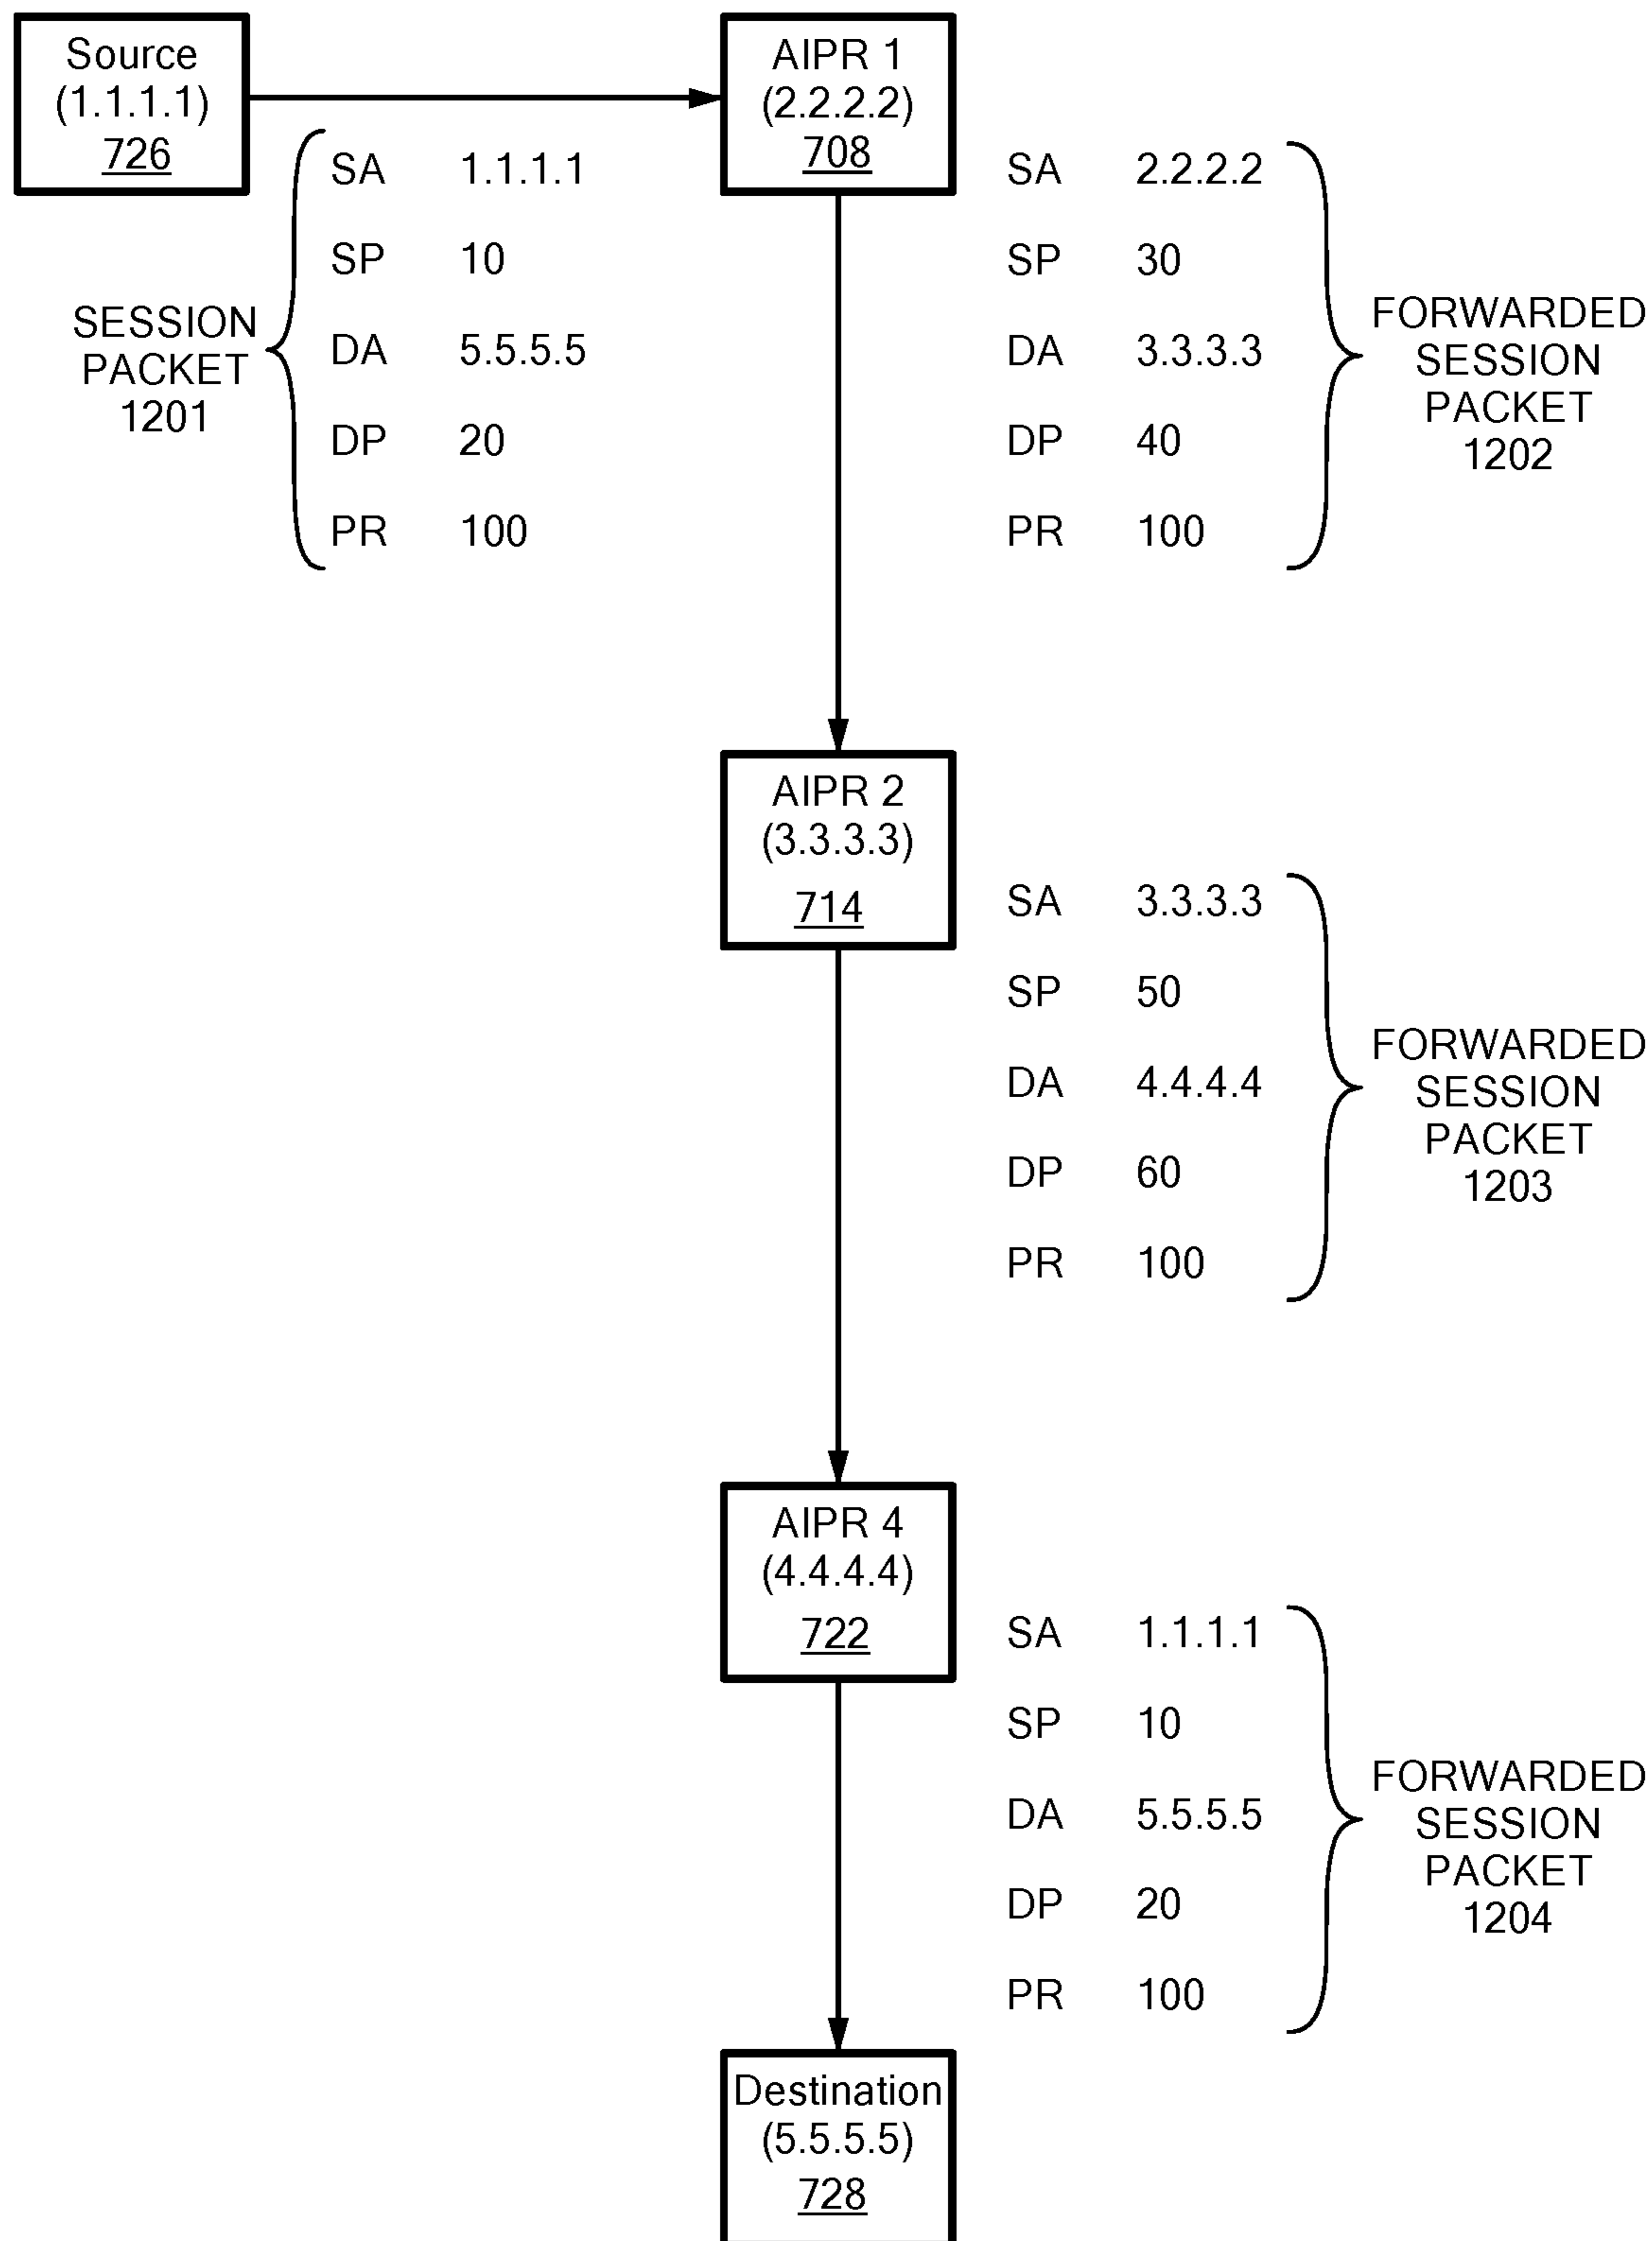 Source
(1.1.1.1)
726
AIPR 1
(2.2.2.2)
708
SESSION
PACKET
1201
SA 1.1.1.1
SP 10
DA 5.5.5.5
DP 20
PR 100
SA 2.2.2.2
SP 30
DA 3.3.3.3
DP 40
PR 100
FORWARDED
SESSION
PACKET
1202
AIPR 2
(3.3.3.3)
714
SA 3.3.3.3
SP 50
DA 4.4.4.4
DP 60
PR 100
FORWARDED
SESSION
PACKET
1203
AIPR 4
(4.4.4.4)
722
SA 1.1.1.1
SP 10
DA 5.5.5.5
DP 20
PR 100
FORWARDED
SESSION
PACKET
1204
Destination
(5.5.5.5)
728